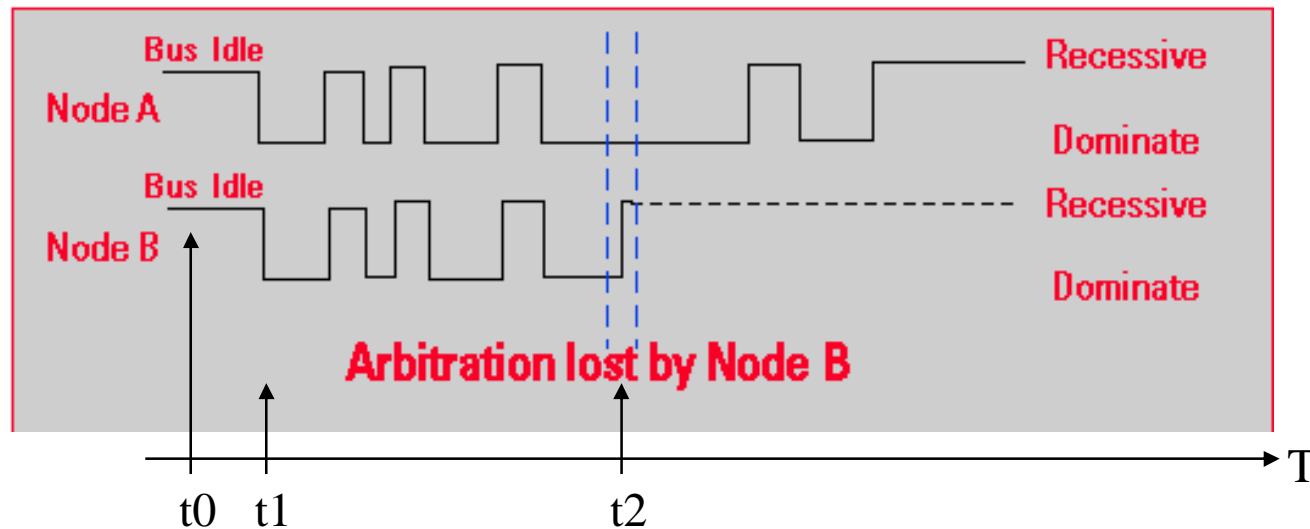 Bus Idle
Recessive
Node A
Dominate
Bus Idle
Recessive
Node B
Dominate
Arbitration lost by Node B
T
t0 t1 t2